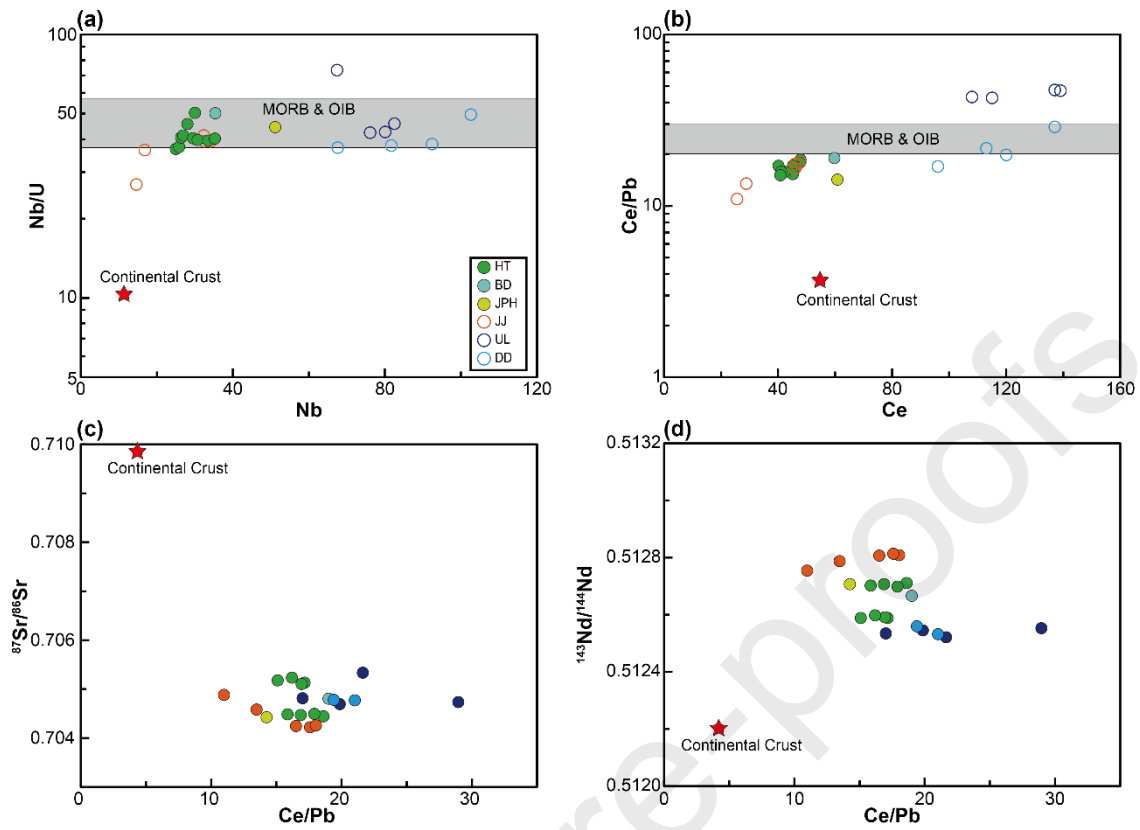 (a)
100
50
10
5
Nb/U
MORB & OIB
Continental Crust
HT
BD
JPH
JJ
UL
DD
0 40 80 120
Nb
(b)
100
10
1
Ce/Pb
MORB & OIB
Continental Crust
0 40 80 120 160
Ce
(c)
0.710
0.708
0.706
0.704
⁸⁷Sr/⁸⁶Sr
Continental Crust
0 10 20 30
Ce/Pb
(d)
0.5132
0.5128
0.5124
0.5120
¹⁴³Nd/¹⁴⁴Nd
Continental Crust
0 10 20 30
Ce/Pb
re-proofs